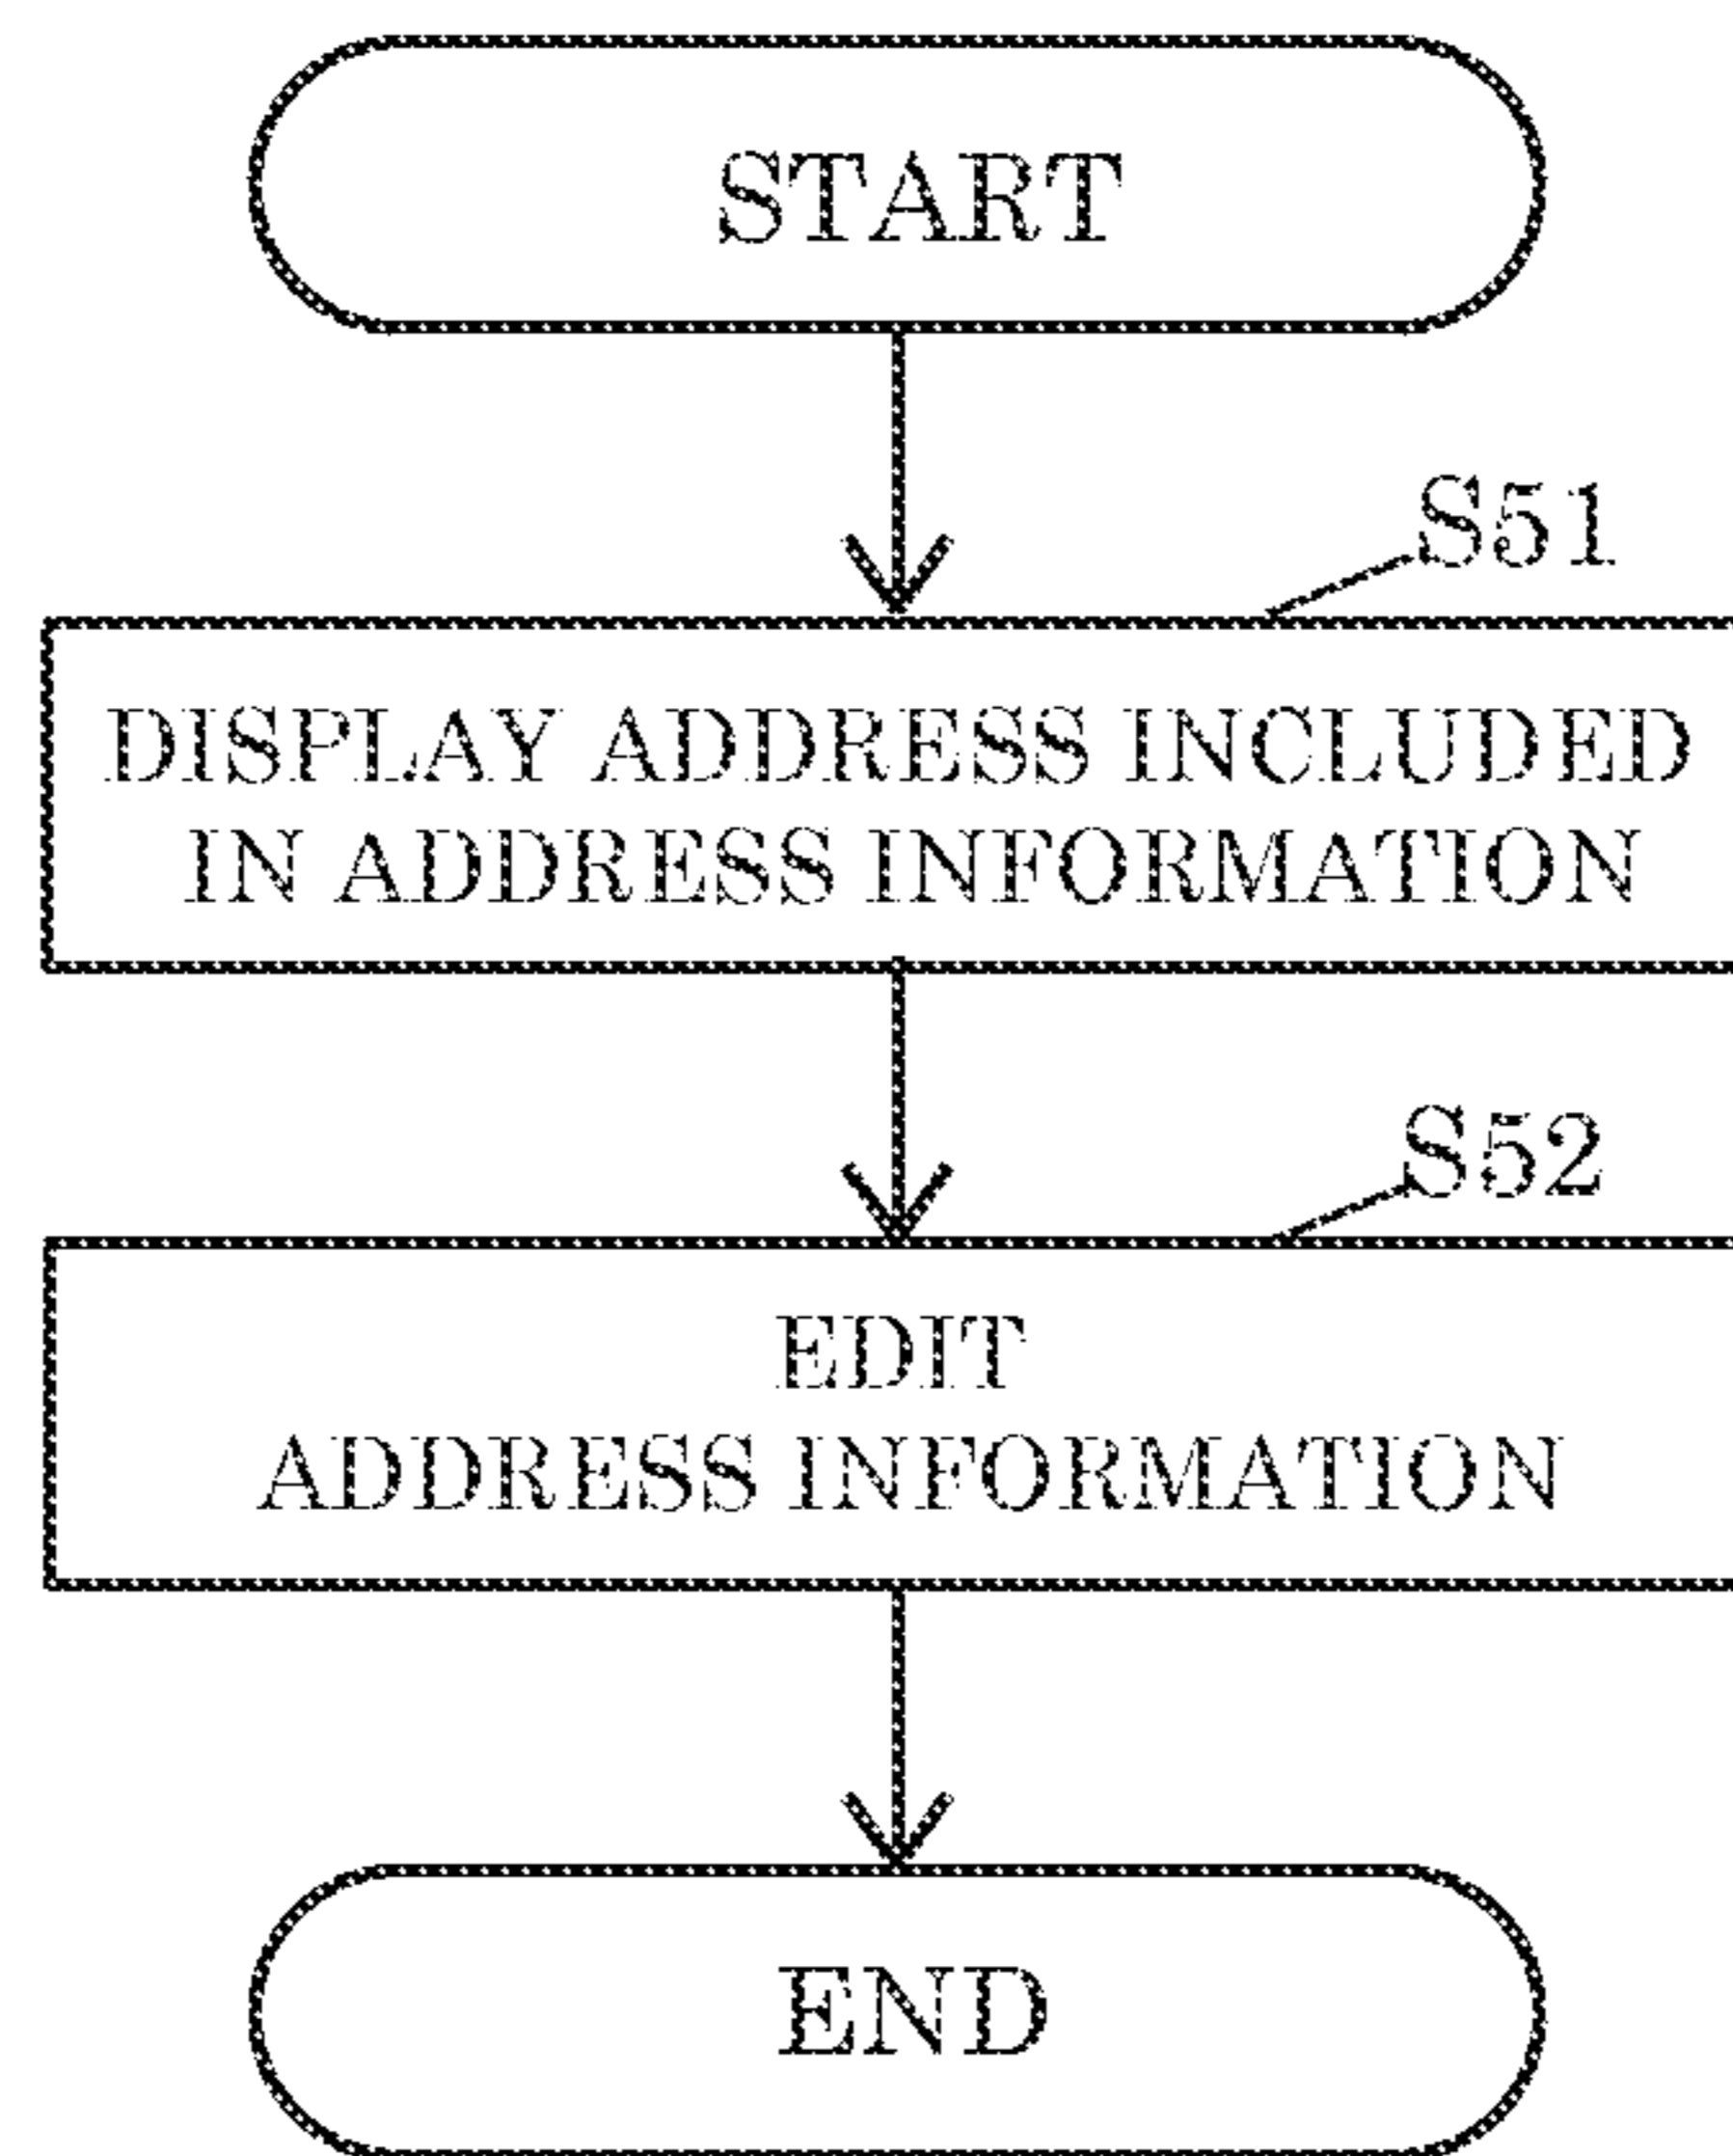 START
S51
DISPLAY ADDRESS INCLUDED
IN ADDRESS INFORMATION
S52
EDIT
ADDRESS INFORMATION
END